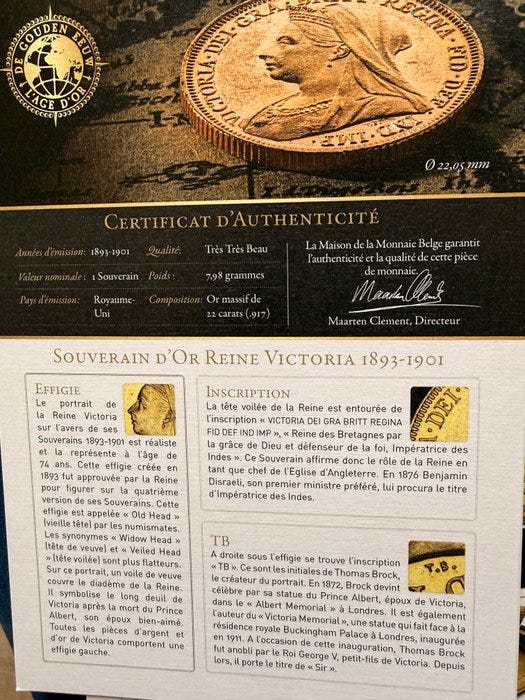 DE GOUDEN EEUW
L'AGE D'OR
VICTORIA·DEI·GRA· REGINA·FID·DEF·IND·IMP·
Ø 22,05 mm
CERTIFICAT D'AUTHENTICITÉ
Années d'émission: 1893-1901
Valeur nominale : 1 Souverain
Pays d'émission: Royaume-
Uni
Qualité: Très Très Beau
Poids : 7,98 grammes
Composition: Or massif de
22 carats (.917)
La Maison de la Monnaie Belge garantit
l'authenticité et la qualité de cette pièce
de monnaie.
Maarten Clement
Maarten Clement, Directeur
SOUVERAIN D'OR REINE VICTORIA 1893-1901
EFFIGIE
Le portrait de
la Reine Victoria
sur l'avers de ses
Souverains 1893-1901 est réaliste
et la représente à l'âge de
74 ans. Cette effigie créée en
1893 fut approuvée par la Reine
pour figurer sur la quatrième
version de ses Souverains. Cette
effigie est appelée « Old Head »
(vieille tête) par les numismates.
Les synonymes « Widow Head »
(tête de veuve) et « Veiled Head
» (tête voilée) sont plus flatteurs.
Sur ce portrait, un voile de veuve
couvre le diadème de la Reine.
Il symbolise le long deuil de
Victoria après la mort du Prince
Albert, son époux bien-aimé.
Toutes les pièces d'argent et
d'or de Victoria comportent une
effigie gauche.
INSCRIPTION
La tête voilée de la Reine est entourée de
l'inscription « VICTORIA DEI GRA BRITT REGINA
FID DEF IND IMP », « Reine des Bretagnes par
la grâce de Dieu et défenseur de la foi, Impératrice des
Indes ». Ce Souverain affirme donc le rôle de la Reine en
tant que chef de l'Eglise d'Angleterre. En 1876 Benjamin
Disraeli, son premier ministre préféré, lui procura le titre
d'Impératrice des Indes.
DEI·
TB
A droite sous l'effigie se trouve l'inscription
« TB ». Ce sont les initiales de Thomas Brock,
le créateur du portrait. En 1872, Brock devint
célèbre par sa statue du Prince Albert, époux de Victoria,
dans le « Albert Memorial » à Londres. Il est également
l'auteur du « Victoria Memorial », une statue qui fait face à la
résidence royale Buckingham Palace à Londres, inaugurée
en 1911. A l'occasion de cette inauguration, Thomas Brock
fut anobli par le Roi George V, petit-fils de Victoria. Depuis
lors, il porte le titre de « Sir ».
T.B.